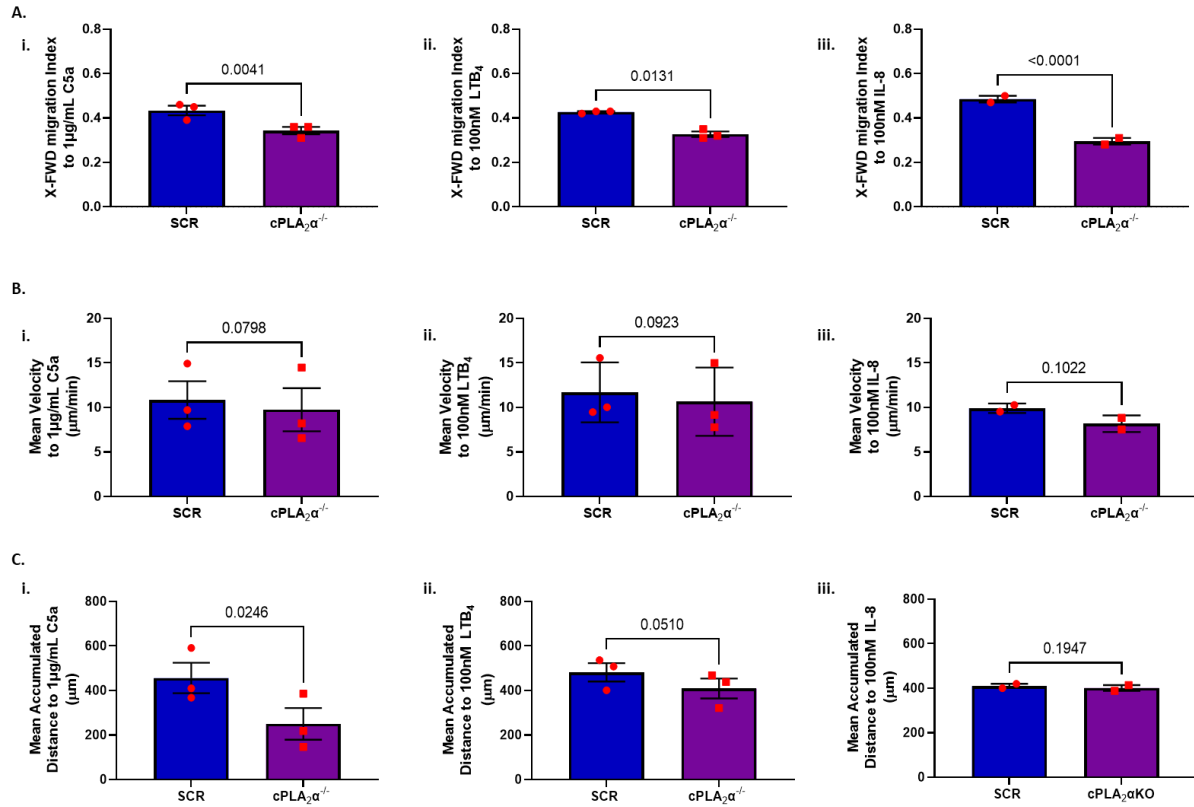 A.
i.
X-FWD migration Index
to 1µg/mL C5a
0.8
0.6
0.4
0.2
0.0
0.0041
SCR
cPLA₂α⁻/⁻
ii.
X-FWD migration Index
to 100nM LTB₄
0.8
0.6
0.4
0.2
0.0
0.0131
SCR
cPLA₂α⁻/⁻
iii.
X-FWD migration Index
to 100nM IL-8
0.8
0.6
0.4
0.2
0.0
<0.0001
SCR
cPLA₂α⁻/⁻
B.
i.
Mean Velocity
to 1µg/mL C5a
(µm/min)
20
15
10
5
0
0.0798
SCR
cPLA₂α⁻/⁻
ii.
Mean Velocity
to 100nM LTB₄
(µm/min)
20
15
10
5
0
0.0923
SCR
cPLA₂α⁻/⁻
iii.
Mean Velocity
to 100nM IL-8
(µm/min)
20
15
10
5
0
0.1022
SCR
cPLA₂α⁻/⁻
C.
i.
Mean Accumulated
Distance to 1µg/mL C5a
(µm)
800
600
400
200
0
0.0246
SCR
cPLA₂α⁻/⁻
ii.
Mean Accumulated
Distance to 100nM LTB₄
(µm)
800
600
400
200
0
0.0510
SCR
cPLA₂α⁻/⁻
iii.
Mean Accumulated
Distance to 100nM IL-8
(µm)
800
600
400
200
0
0.1947
SCR
cPLA₂αKO